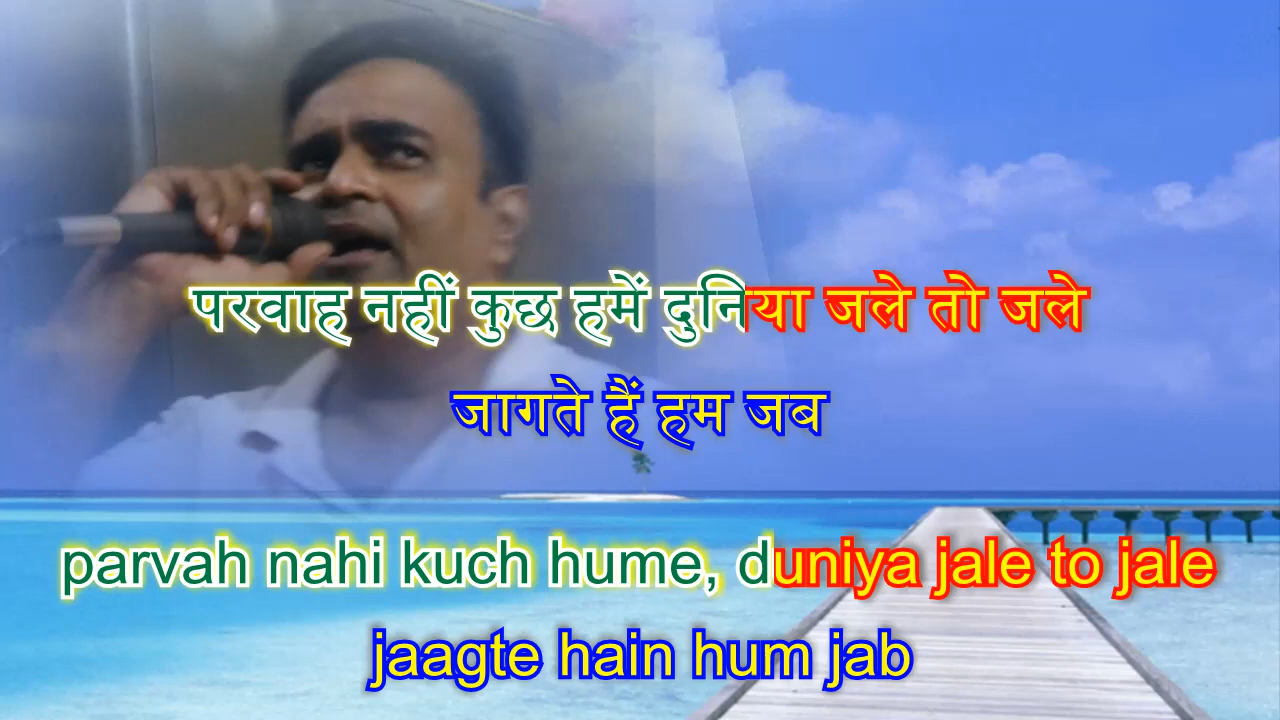 परवाह नहीं कुछ हमें दुनिया जले तो जले
जागते हैं हम जब
parvah nahi kuch hume, duniya jale to jale
jaagte hain hum jab